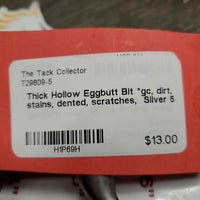 The Tack Collector
729809-5
Thick Hollow Eggbutt Bit *gc, dirt,
stains, dented, scratches, Silver 5
$13.00
H1P69H